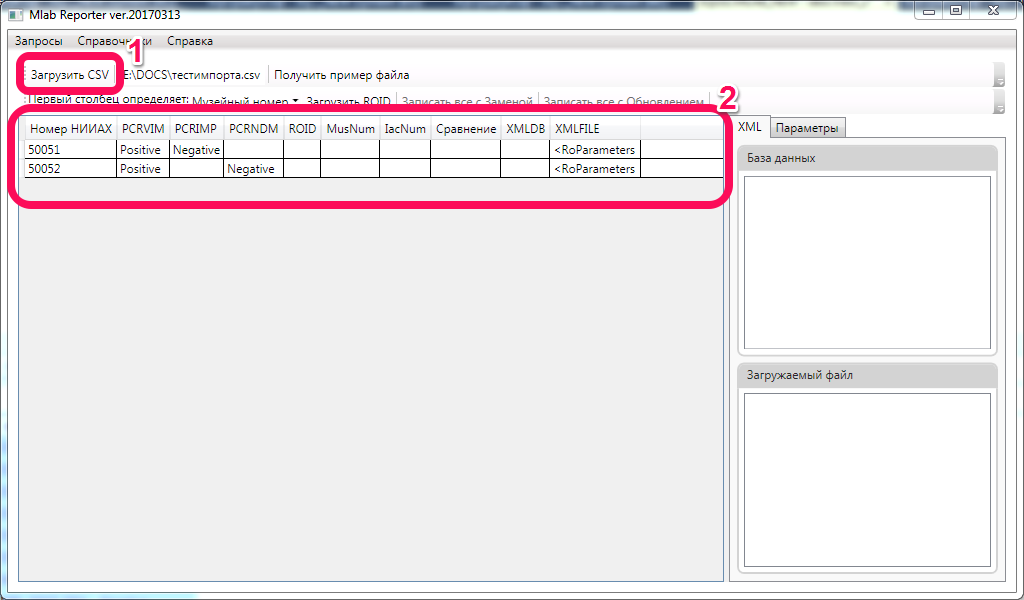 Mlab Reporter ver.20170313
Запросы Справочники Справка
1
Загрузить CSV E:\DOCS\тестимпорта.csv Получить пример файла
Первый столбец определяет: Музейный номер Загрузить ROID Записать все с Заменой Записать все с Обновлением
2
Номер НИИАХ PCRVIM PCRIMP PCRNDM ROID MusNum IacNum Сравнение XMLDB XMLFILE
50051 Positive Negative <RoParameters
50052 Positive Negative <RoParameters
XML Параметры
База данных
Загружаемый файл